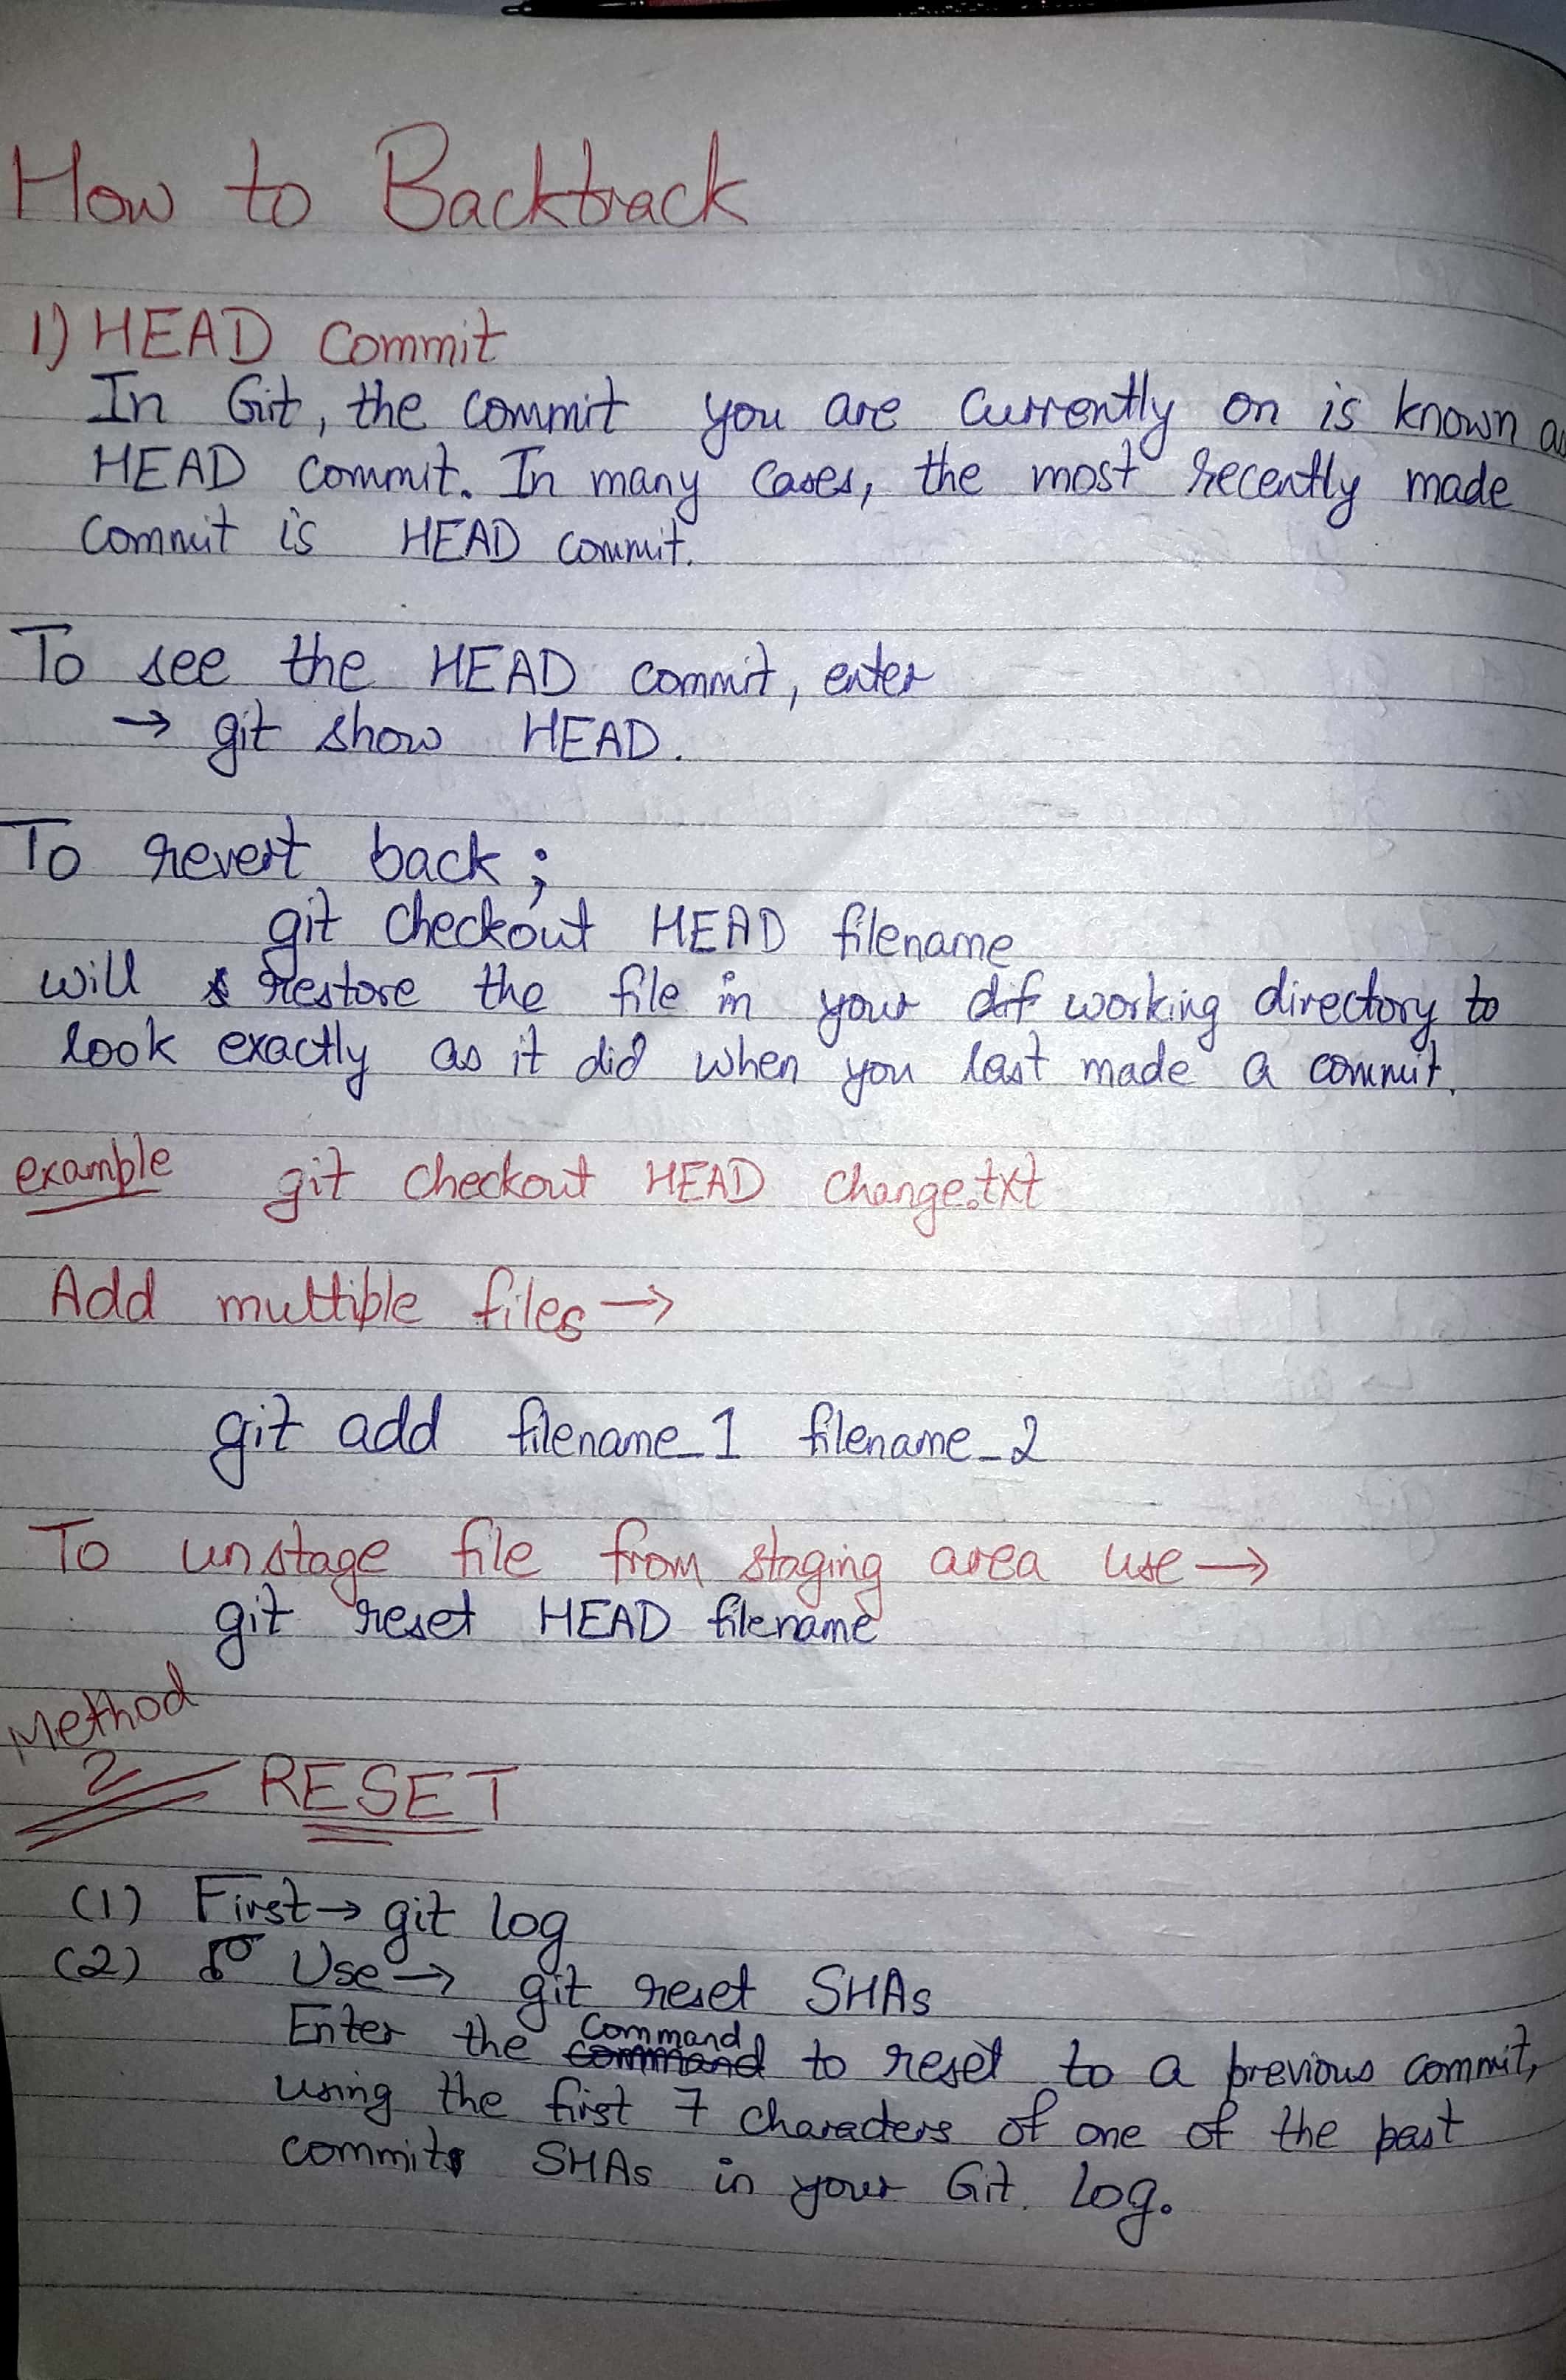 How to Backtrack
1) HEAD Commit
In Git, the commit you are currently on is known as
HEAD commit. In many cases, the most recently made
commit is HEAD commit.
To see the HEAD commit, enter
→ git show HEAD.
To revert back ;
git checkout HEAD filename
will restore the file in your working directory to
look exactly as it did when you last made a commit.
example git checkout HEAD change.txt
Add multiple files →
git add filename_1 filename_2
To unstage file from staging area use →
git reset HEAD filename
Method
2 RESET
(1) First → git log
(2) Use → git reset SHAs
Enter the command to reset to a previous commit,
using the first 7 characters of one of the past
commits SHAs in your Git log.